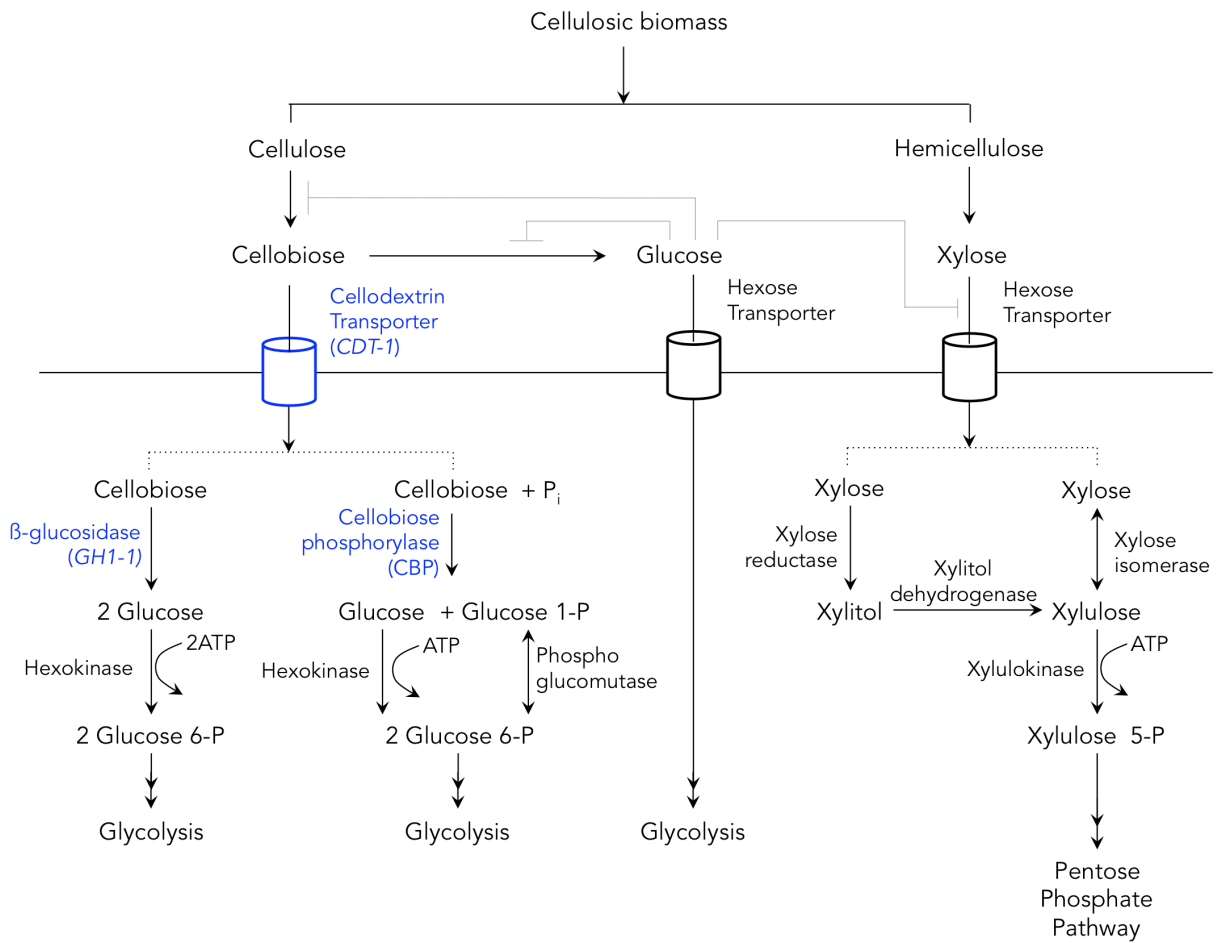 Cellulosic biomass
Cellulose
Hemicellulose
Cellobiose
Glucose
Xylose
Cellodextrin
Transporter
(CDT-1)
Hexose
Transporter
Hexose
Transporter
Cellobiose
Cellobiose + Pi
Xylose
Xylose
ß-glucosidase
(GH1-1)
Cellobiose
phosphorylase
(CBP)
Xylose
reductase
Xylose
isomerase
Xylitol
dehydrogenase
2 Glucose
Glucose + Glucose 1-P
Xylitol
Xylulose
Hexokinase
2ATP
Hexokinase
ATP
Phospho
glucomutase
Xylulokinase
ATP
2 Glucose 6-P
2 Glucose 6-P
Xylulose 5-P
Glycolysis
Glycolysis
Glycolysis
Pentose
Phosphate
Pathway